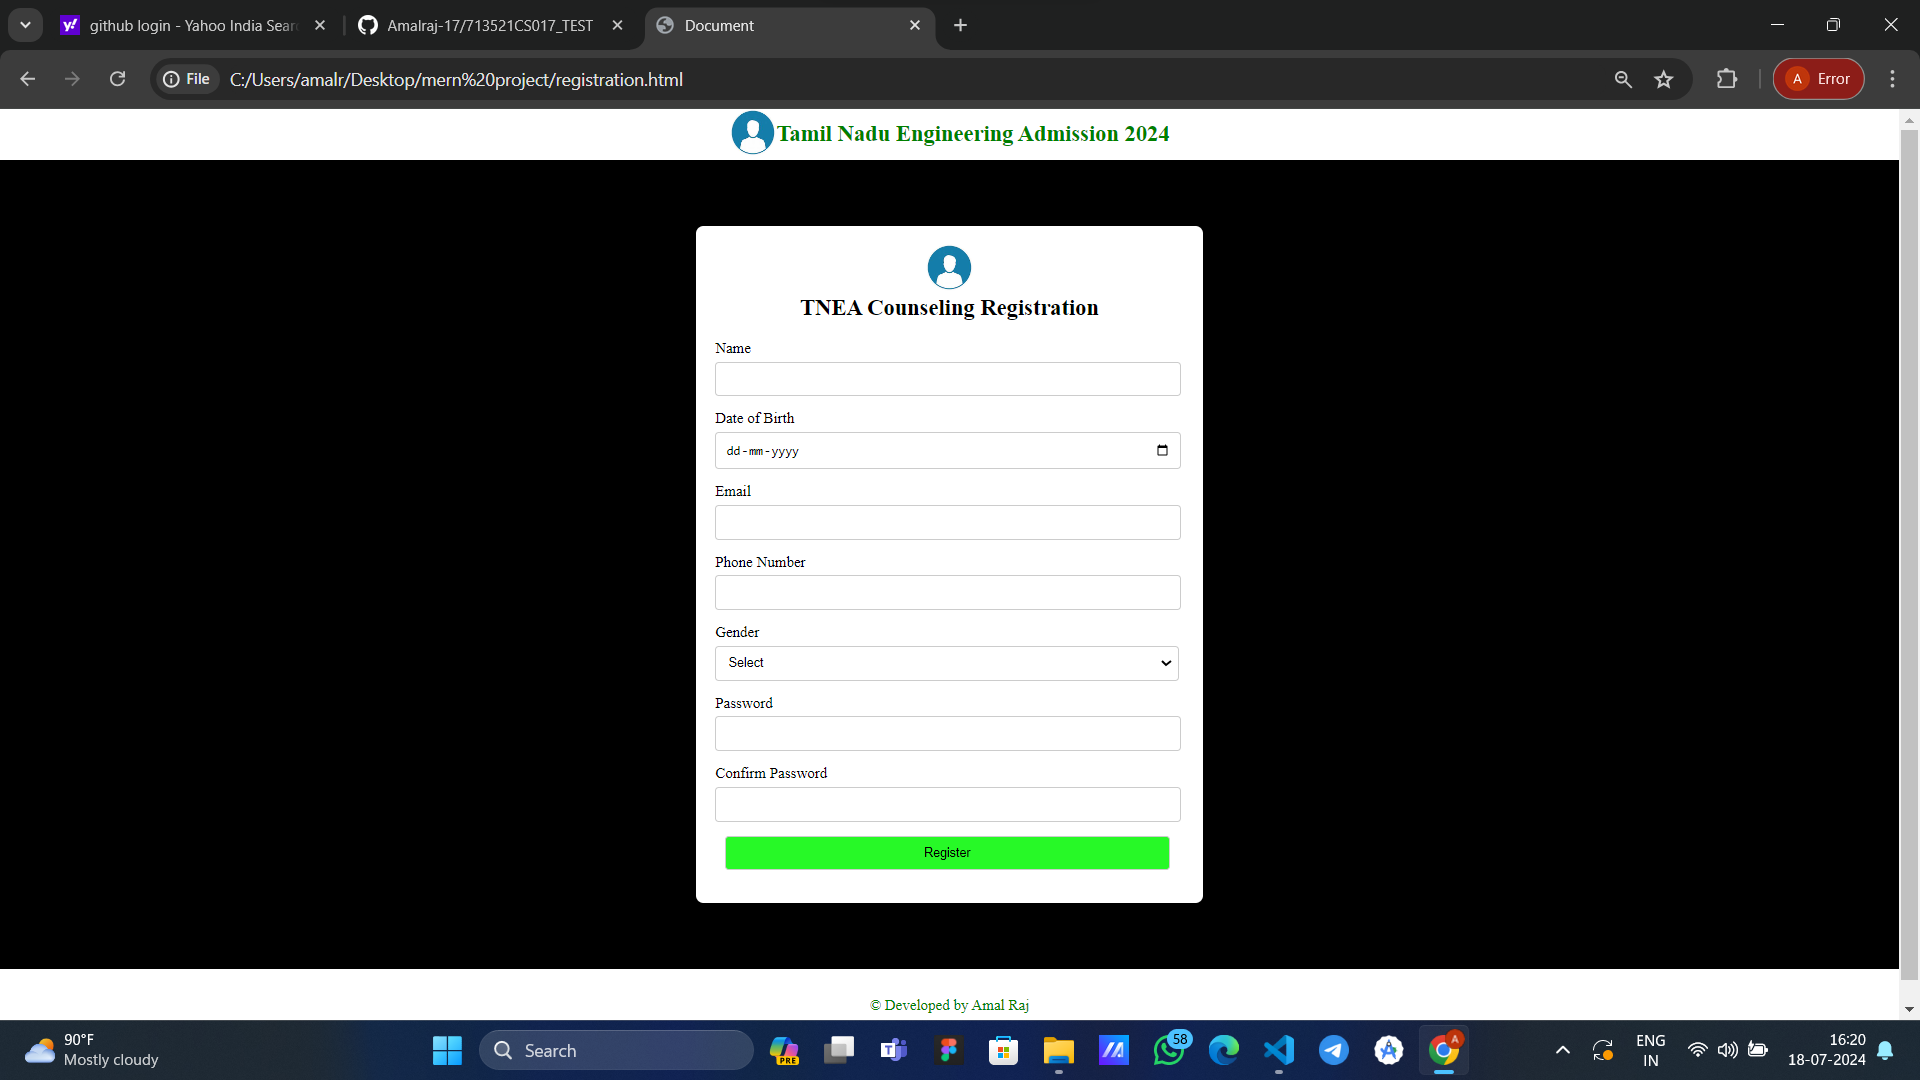 github login - Yahoo India Sear
Amalraj-17/713521CS017_TEST
Document
File
C:/Users/amalr/Desktop/mern%20project/registration.html
A
Error
Tamil Nadu Engineering Admission 2024
TNEA Counseling Registration
Name
Date of Birth
dd-mm-yyyy
Email
Phone Number
Gender
Select
Password
Confirm Password
Register
© Developed by Amal Raj
90°F
Mostly cloudy
Search
PRE
58
A
ENG
IN
16:20
18-07-2024